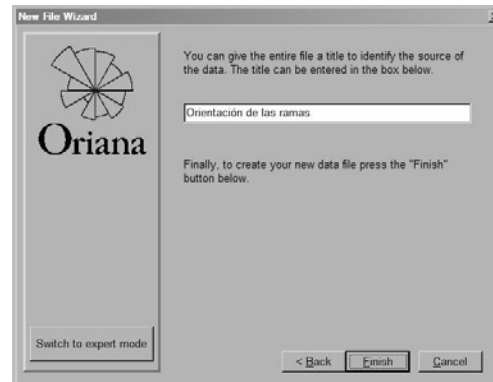 New File Wizard
You can give the entire file a title to identify the source of
the data. The title can be entered in the box below.
Orientación de las ramas
Oriana
Finally, to create your new data file press the "Finish"
button below.
Switch to expert mode
< Back
Finish
Cancel